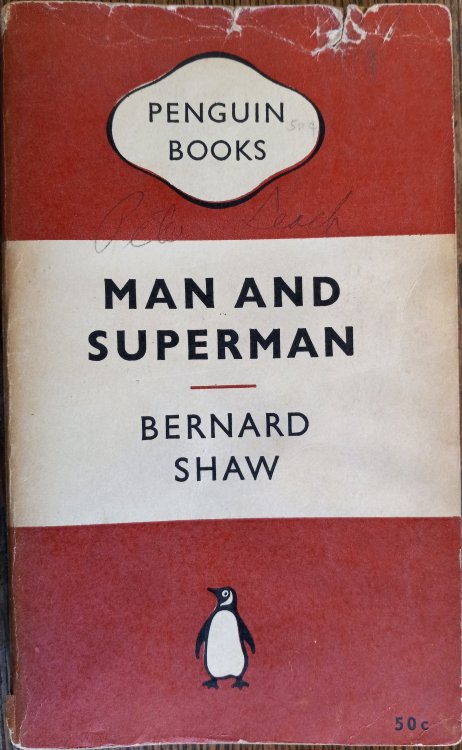 PENGUIN
BOOKS
MAN AND
SUPERMAN
BERNARD
SHAW
50c